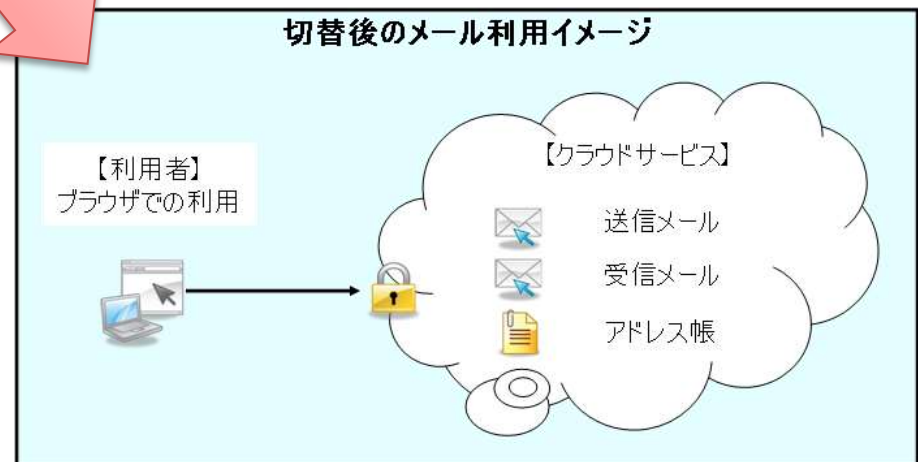 切替後のメール利用イメージ
【利用者】
ブラウザでの利用
【クラウドサービス】
送信メール
受信メール
アドレス帳